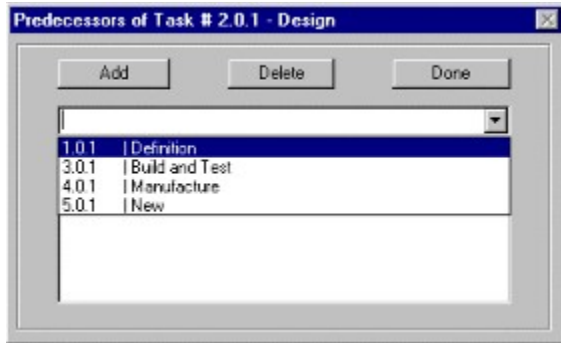 Predecessors of Task # 2.0.1 - Design
Add Delete Done
1.0.1 | Definition
3.0.1 | Build and Test
4.0.1 | Manufacture
5.0.1 | New